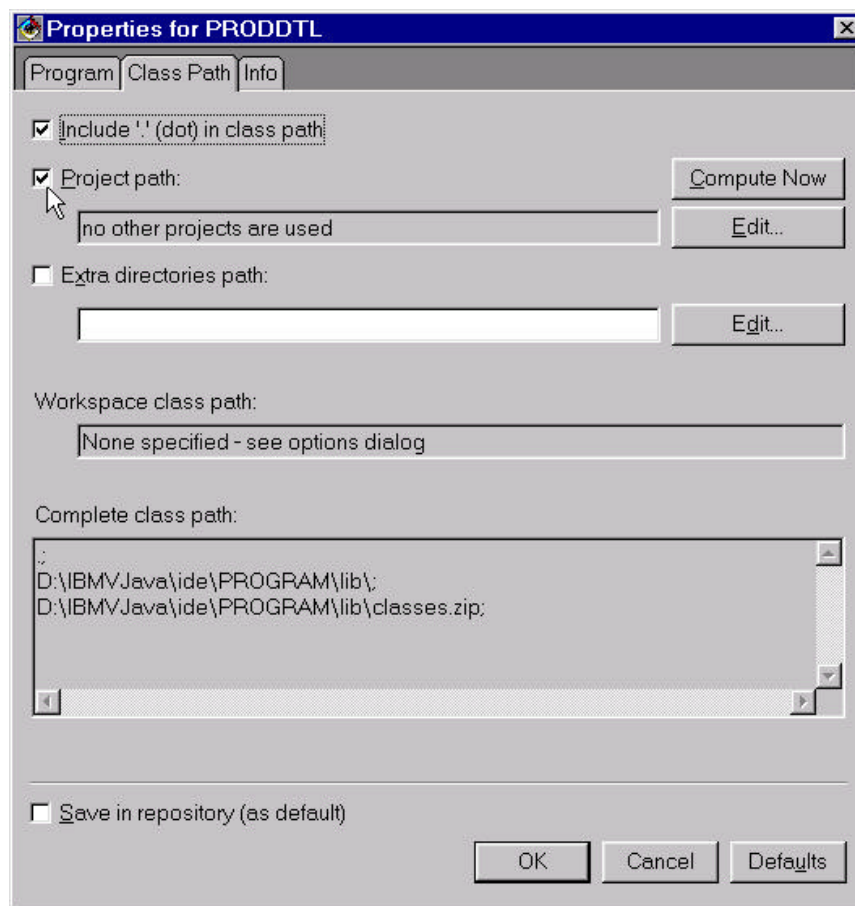 Properties for PRODDTL
Program Class Path Info
Include '.' (dot) in class path
Project path: Compute Now
no other projects are used Edit...
Extra directories path:
Edit...
Workspace class path:
None specified - see options dialog
Complete class path:
.;
D:\IBMVJava\ide\PROGRAM\lib\;
D:\IBMVJava\ide\PROGRAM\lib\classes.zip;
Save in repository (as default)
OK Cancel Defaults